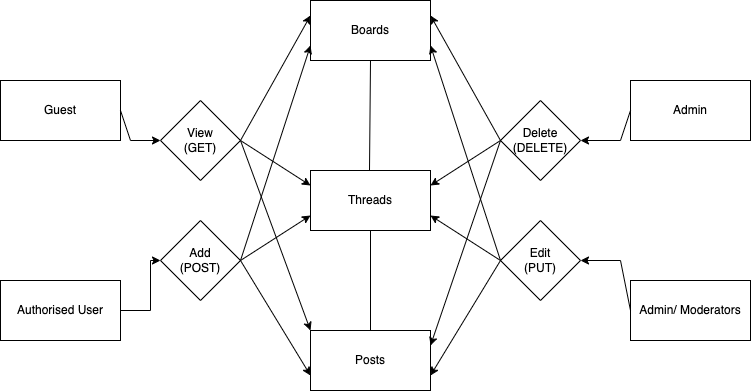 Boards
Guest
View
(GET)
Delete
(DELETE)
Admin
Threads
Add
(POST)
Edit
(PUT)
Authorised User
Admin/ Moderators
Posts